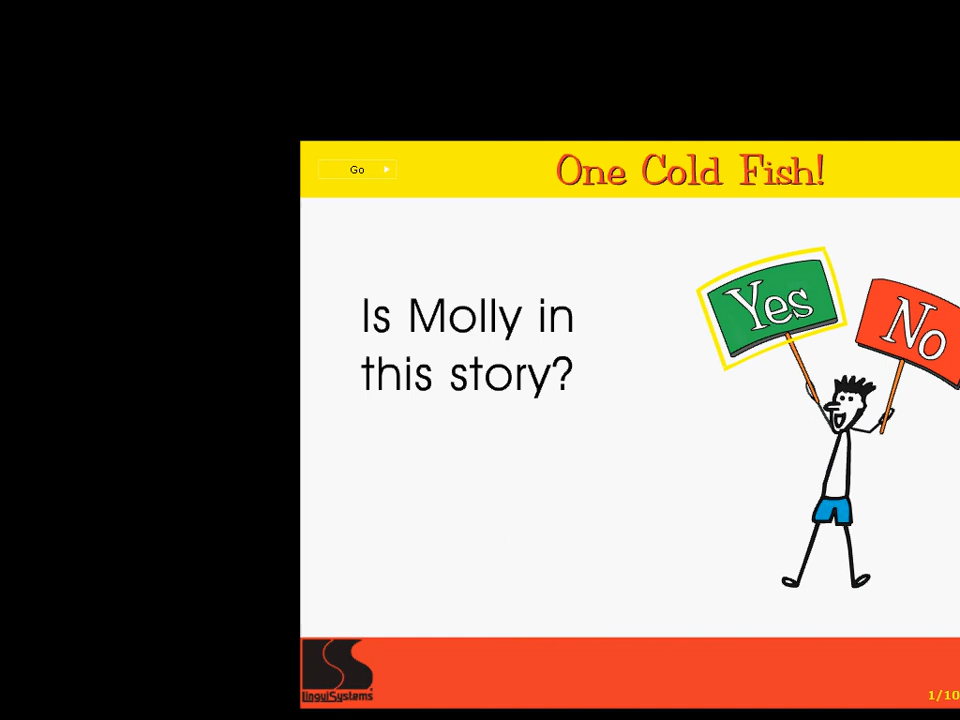 Go
One Cold Fish!
Yes
No
Is Molly in
this story?
LinguiSystems
1/10